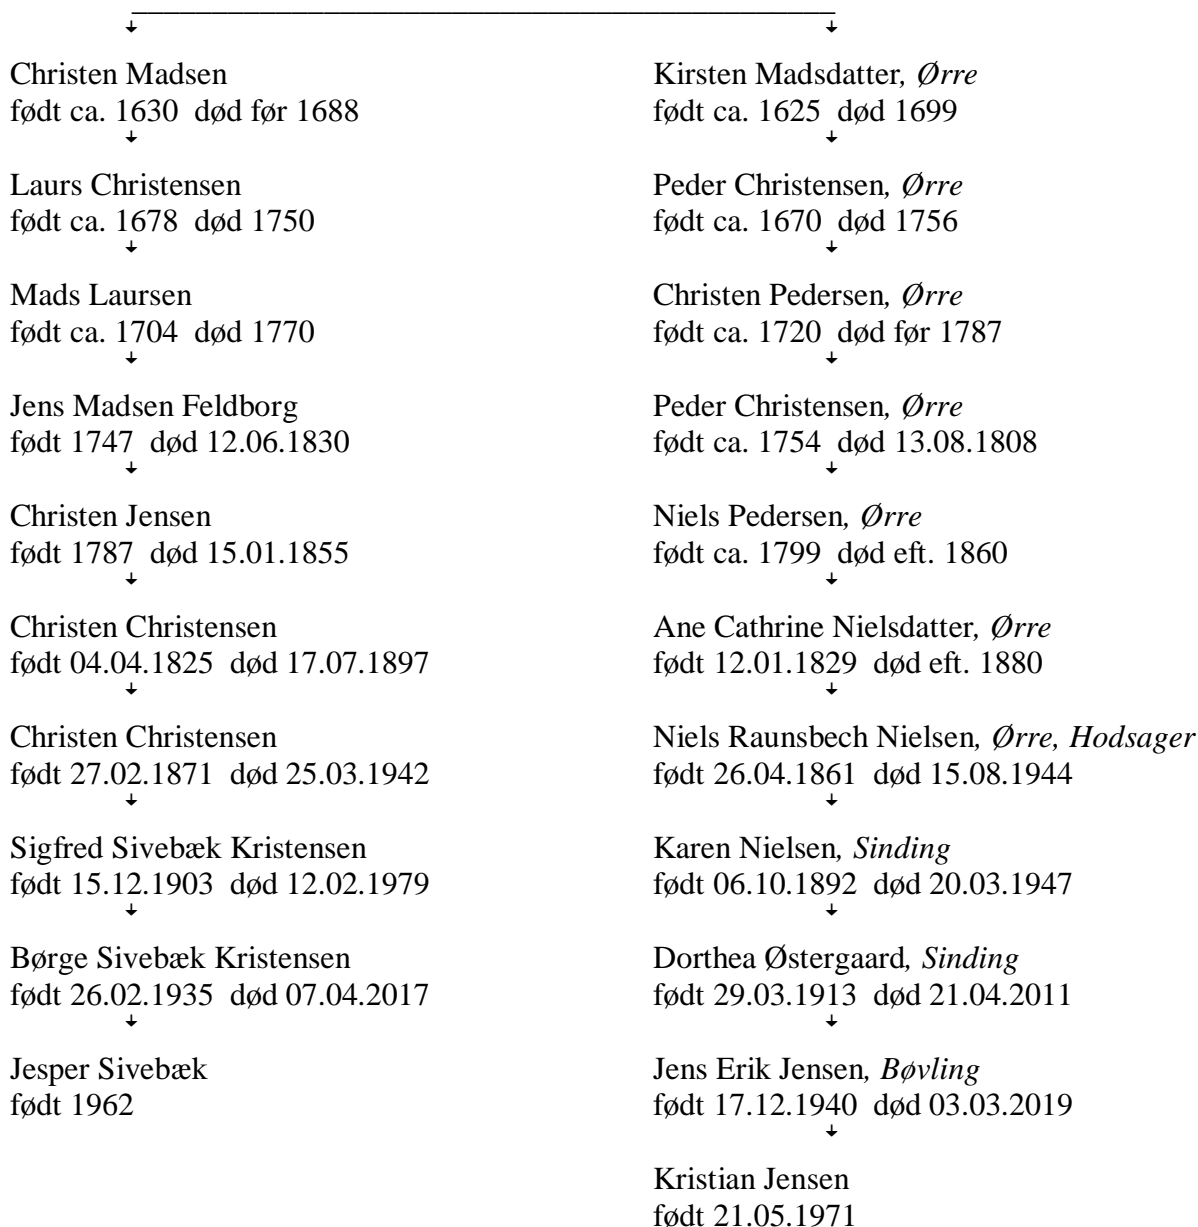 Christen Madsen
født ca. 1630 død før 1688
Laurs Christensen
født ca. 1678 død 1750
Mads Laursen
født ca. 1704 død 1770
Jens Madsen Feldborg
født 1747 død 12.06.1830
Christen Jensen
født 1787 død 15.01.1855
Christen Christensen
født 04.04.1825 død 17.07.1897
Christen Christensen
født 27.02.1871 død 25.03.1942
Sigfred Sivebæk Kristensen
født 15.12.1903 død 12.02.1979
Børge Sivebæk Kristensen
født 26.02.1935 død 07.04.2017
Jesper Sivebæk
født 1962
Kirsten Madsdatter, Ørre
født ca. 1625 død 1699
Peder Christensen, Ørre
født ca. 1670 død 1756
Christen Pedersen, Ørre
født ca. 1720 død før 1787
Peder Christensen, Ørre
født ca. 1754 død 13.08.1808
Niels Pedersen, Ørre
født ca. 1799 død eft. 1860
Ane Cathrine Nielsdatter, Ørre
født 12.01.1829 død eft. 1880
Niels Raunsbech Nielsen, Ørre, Hodsager
født 26.04.1861 død 15.08.1944
Karen Nielsen, Sinding
født 06.10.1892 død 20.03.1947
Dorthea Østergaard, Sinding
født 29.03.1913 død 21.04.2011
Jens Erik Jensen, Bøvling
født 17.12.1940 død 03.03.2019
Kristian Jensen
født 21.05.1971